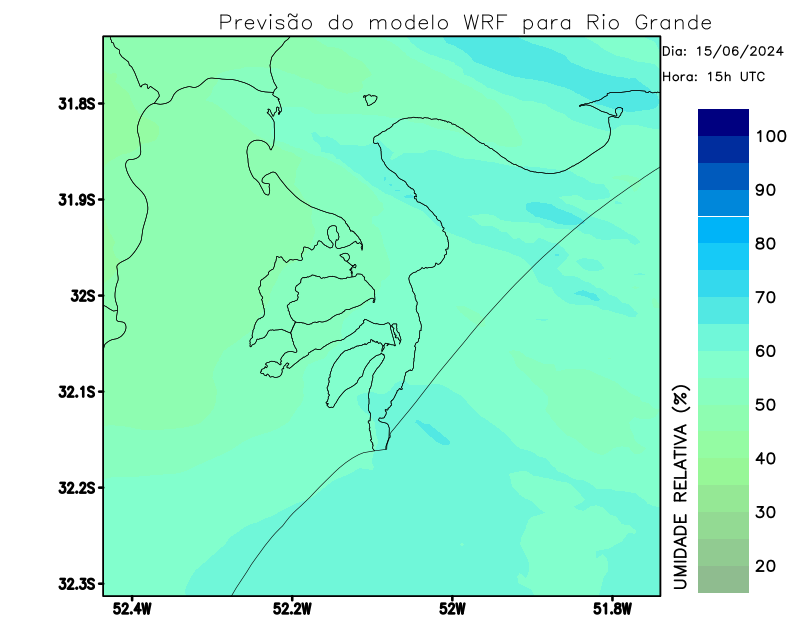 Previsão do modelo WRF para Rio Grande
Dia: 15/06/2024
Hora: 15h UTC
31.8S
31.9S
32S
32.1S
32.2S
32.3S
52.4W
52.2W
52W
51.8W
100
90
80
70
60
50
40
30
20
UMIDADE RELATIVA (%)